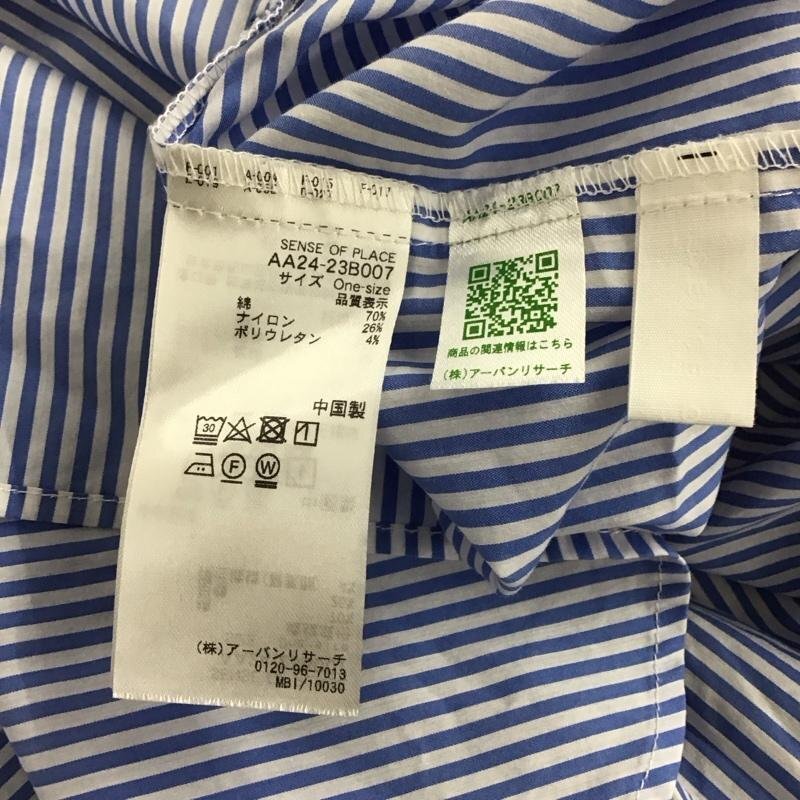 SENSE OF PLACE
AA24-23B007
サイズ One-size
品質表示
綿 70%
ナイロン 26%
ポリウレタン 4%
中国製
30
F W
(株)アーバンリサーチ
0120-96-7013
MBI/10030
AA24-23B007
商品の関連情報はこちら
(株)アーバンリサーチ